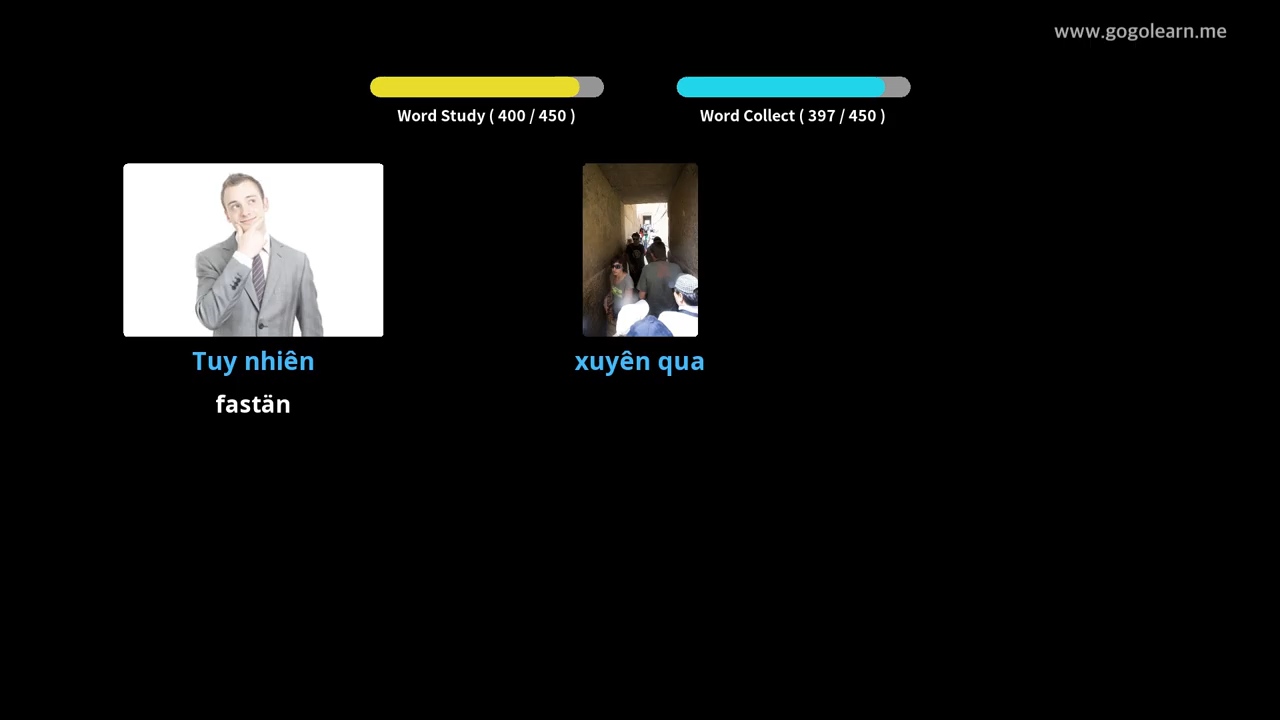 www.gogolearn.me
Word Study ( 400 / 450 )
Word Collect ( 397 / 450 )
Tuy nhiên
xuyên qua
fastän